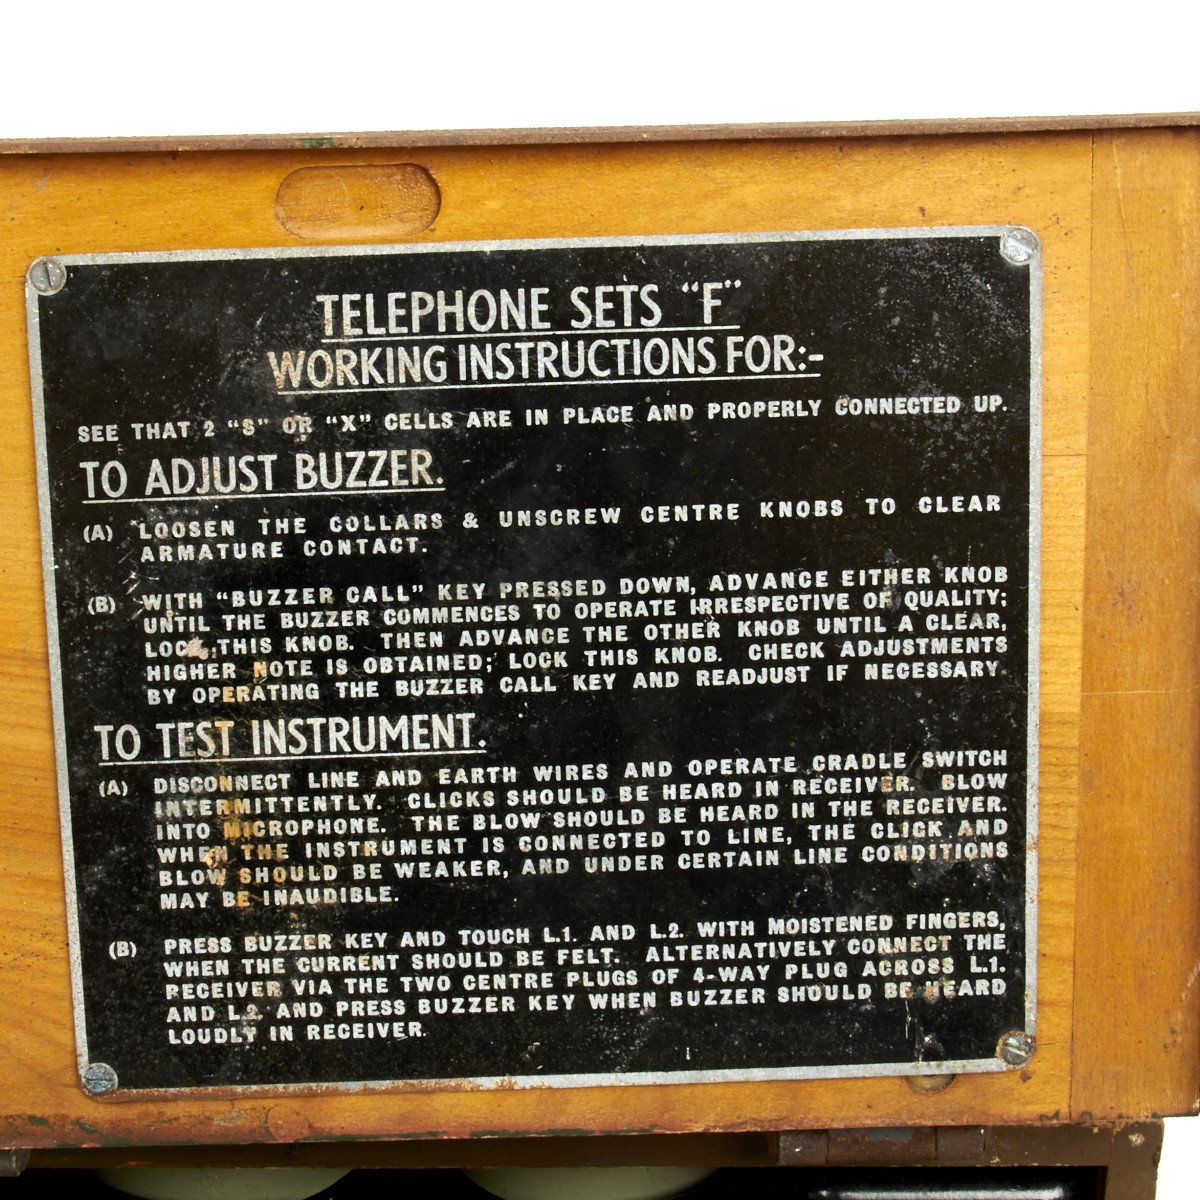 TELEPHONE SETS "F"
WORKING INSTRUCTIONS FOR:-
SEE THAT 2 "S" OR "X" CELLS ARE IN PLACE AND PROPERLY CONNECTED UP.
TO ADJUST BUZZER.
(A) LOOSEN THE COLLARS & UNSCREW CENTRE KNOBS TO CLEAR
ARMATURE CONTACT.
(B) WITH "BUZZER CALL" KEY PRESSED DOWN, ADVANCE EITHER KNOB
UNTIL THE BUZZER COMMENCES TO OPERATE IRRESPECTIVE OF QUALITY;
LOCK THIS KNOB. THEN ADVANCE THE OTHER KNOB UNTIL A CLEAR,
HIGHER NOTE IS OBTAINED; LOCK THIS KNOB. CHECK ADJUSTMENTS
BY OPERATING THE BUZZER CALL KEY AND READJUST IF NECESSARY.
TO TEST INSTRUMENT.
(A) DISCONNECT LINE AND EARTH WIRES AND OPERATE CRADLE SWITCH
INTERMITTENTLY. CLICKS SHOULD BE HEARD IN RECEIVER. BLOW
INTO MICROPHONE. THE BLOW SHOULD BE HEARD IN THE RECEIVER.
WHEN THE INSTRUMENT IS CONNECTED TO LINE, THE CLICK AND
BLOW SHOULD BE WEAKER, AND UNDER CERTAIN LINE CONDITIONS
MAY BE INAUDIBLE.
(B) PRESS BUZZER KEY AND TOUCH L.1. AND L.2. WITH MOISTENED FINGERS,
WHEN THE CURRENT SHOULD BE FELT. ALTERNATIVELY CONNECT THE
RECEIVER VIA THE TWO CENTRE PLUGS OF 4-WAY PLUG ACROSS L.1.
AND L.2. AND PRESS BUZZER KEY WHEN BUZZER SHOULD BE HEARD
LOUDLY IN RECEIVER.